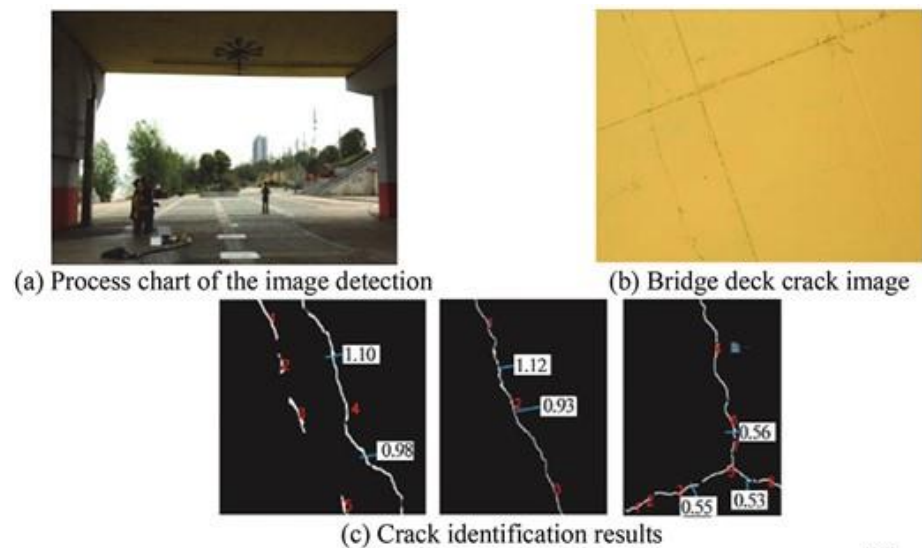 (a) Process chart of the image detection
(b) Bridge deck crack image
1.10
0.98
4
1.12
0.93
0.56
0.55
0.53
(c) Crack identification results